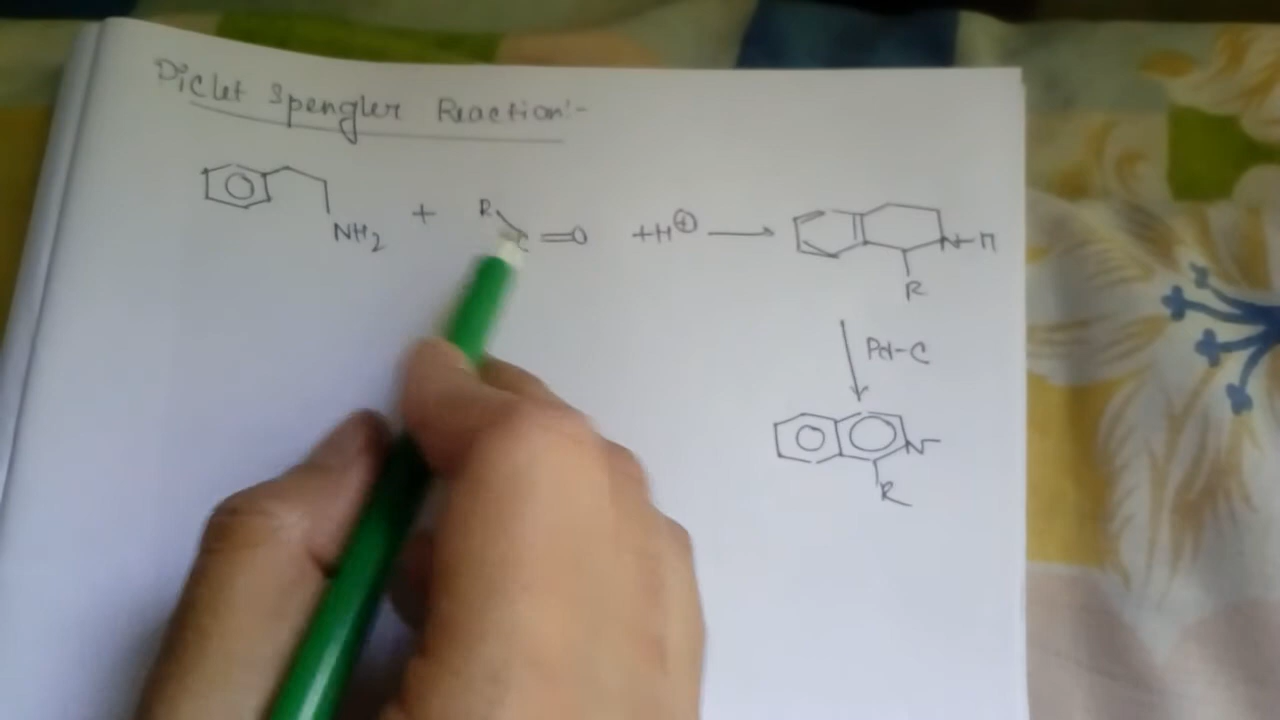 Piclet Spengler Reaction:-
NH2 + R =O +H⊕ → N-H
R
Pd-C
N
R